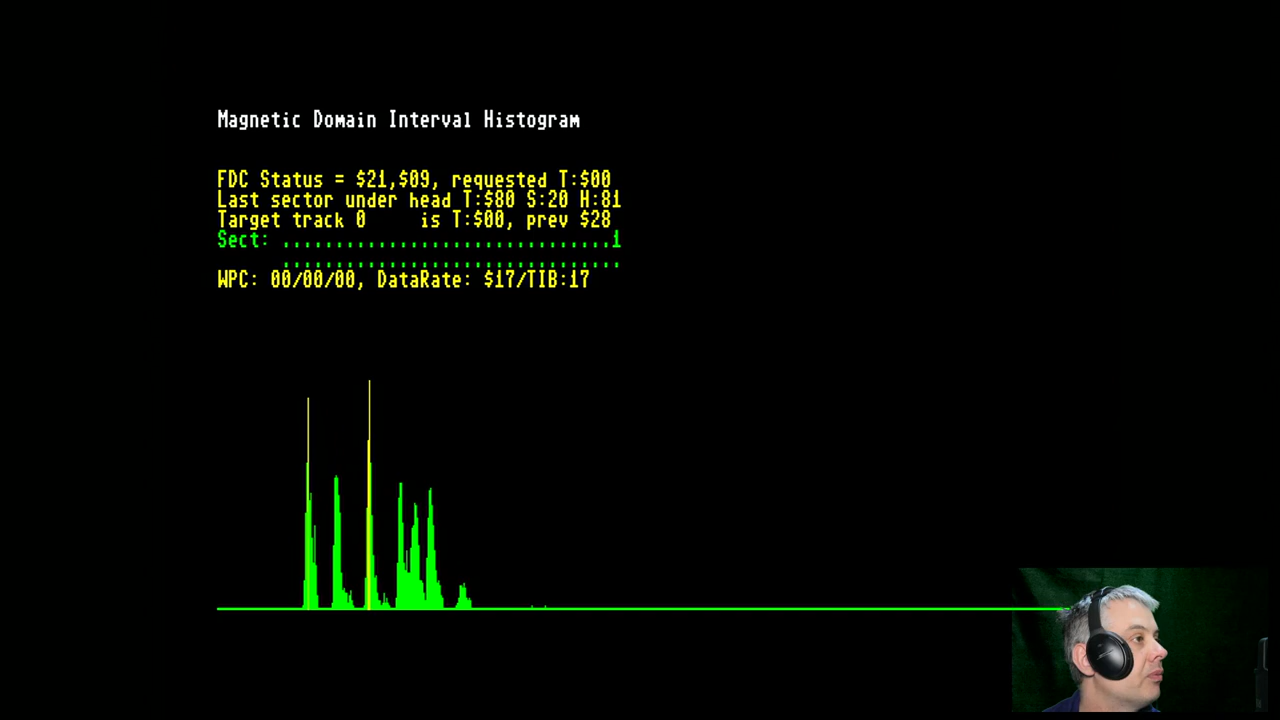 Magnetic Domain Interval Histogram
FDC Status = $21,$09, requested T:$00
Last sector under head T:$80 S:20 H:81
Target track 0     is T:$00, prev $28
Sect: ...............................1
................................
WPC: 00/00/00, DataRate: $17/TIB:17